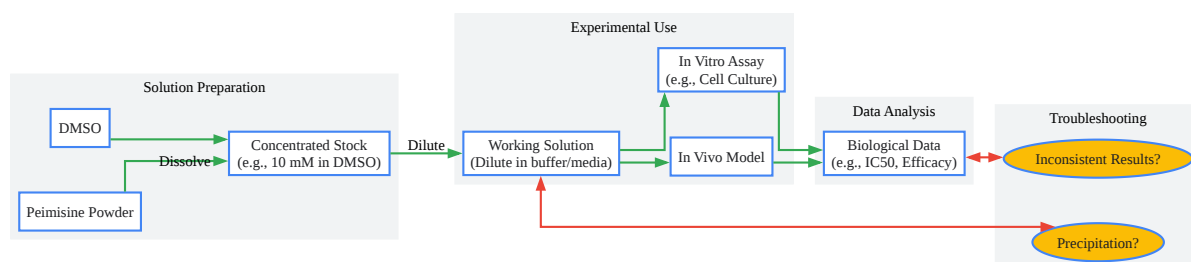 Solution Preparation
DMSO
Peimisine Powder
Dissolve
Concentrated Stock
(e.g., 10 mM in DMSO)
Dilute
Experimental Use
Working Solution
(Dilute in buffer/media)
In Vitro Assay
(e.g., Cell Culture)
In Vivo Model
Data Analysis
Biological Data
(e.g., IC50, Efficacy)
Troubleshooting
Inconsistent Results?
Precipitation?